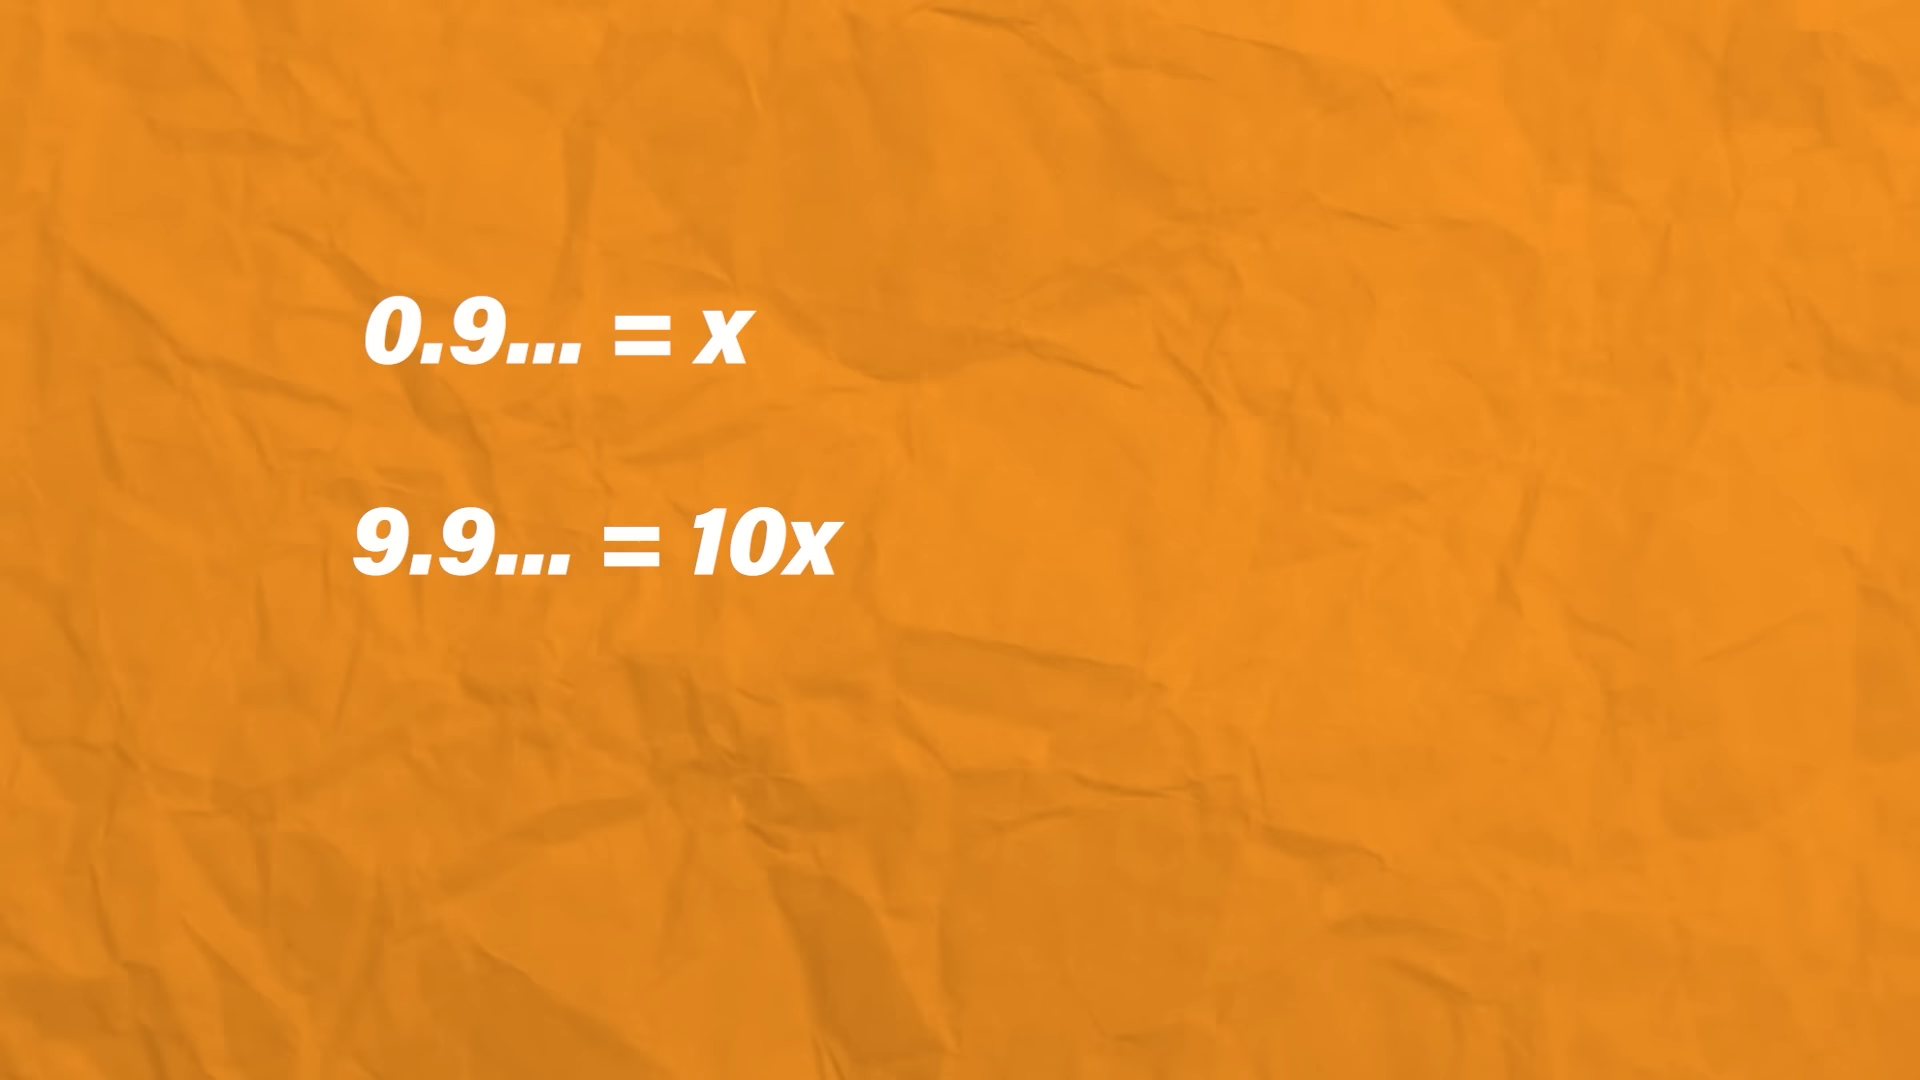 0.9... = x
9.9... = 10x